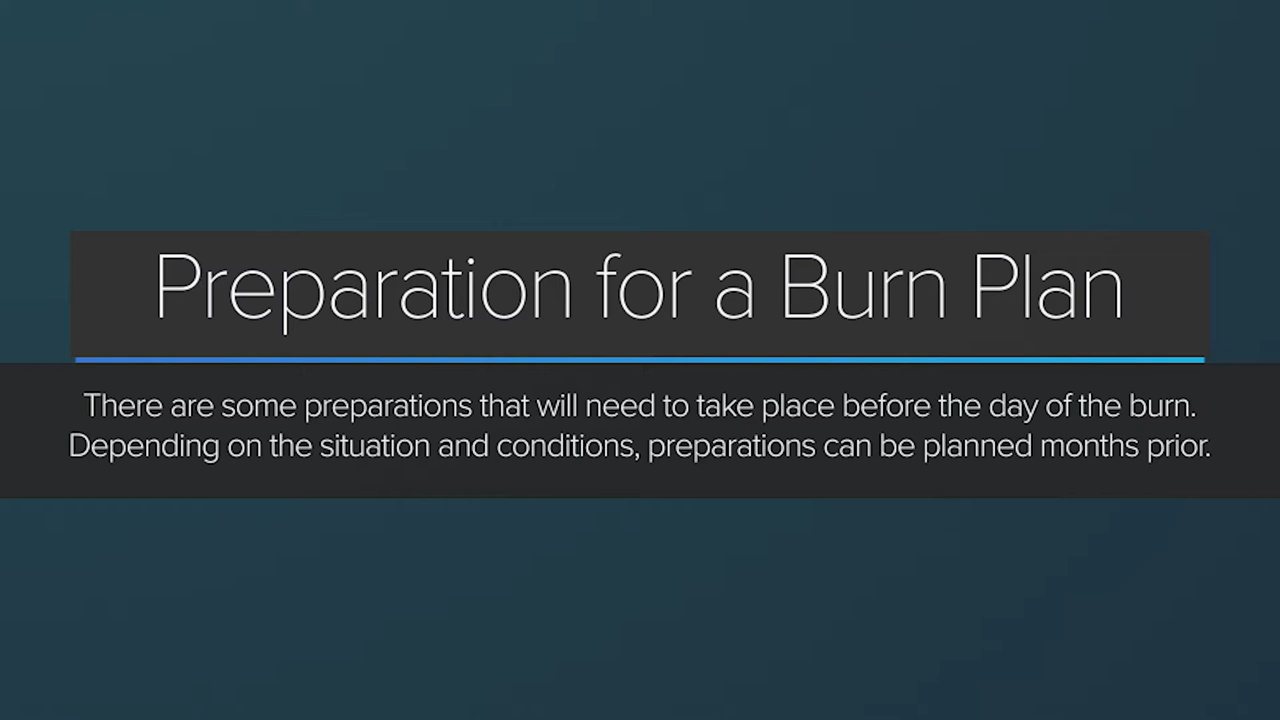 Preparation for a Burn Plan
There are some preparations that will need to take place before the day of the burn.
Depending on the situation and conditions, preparations can be planned months prior.